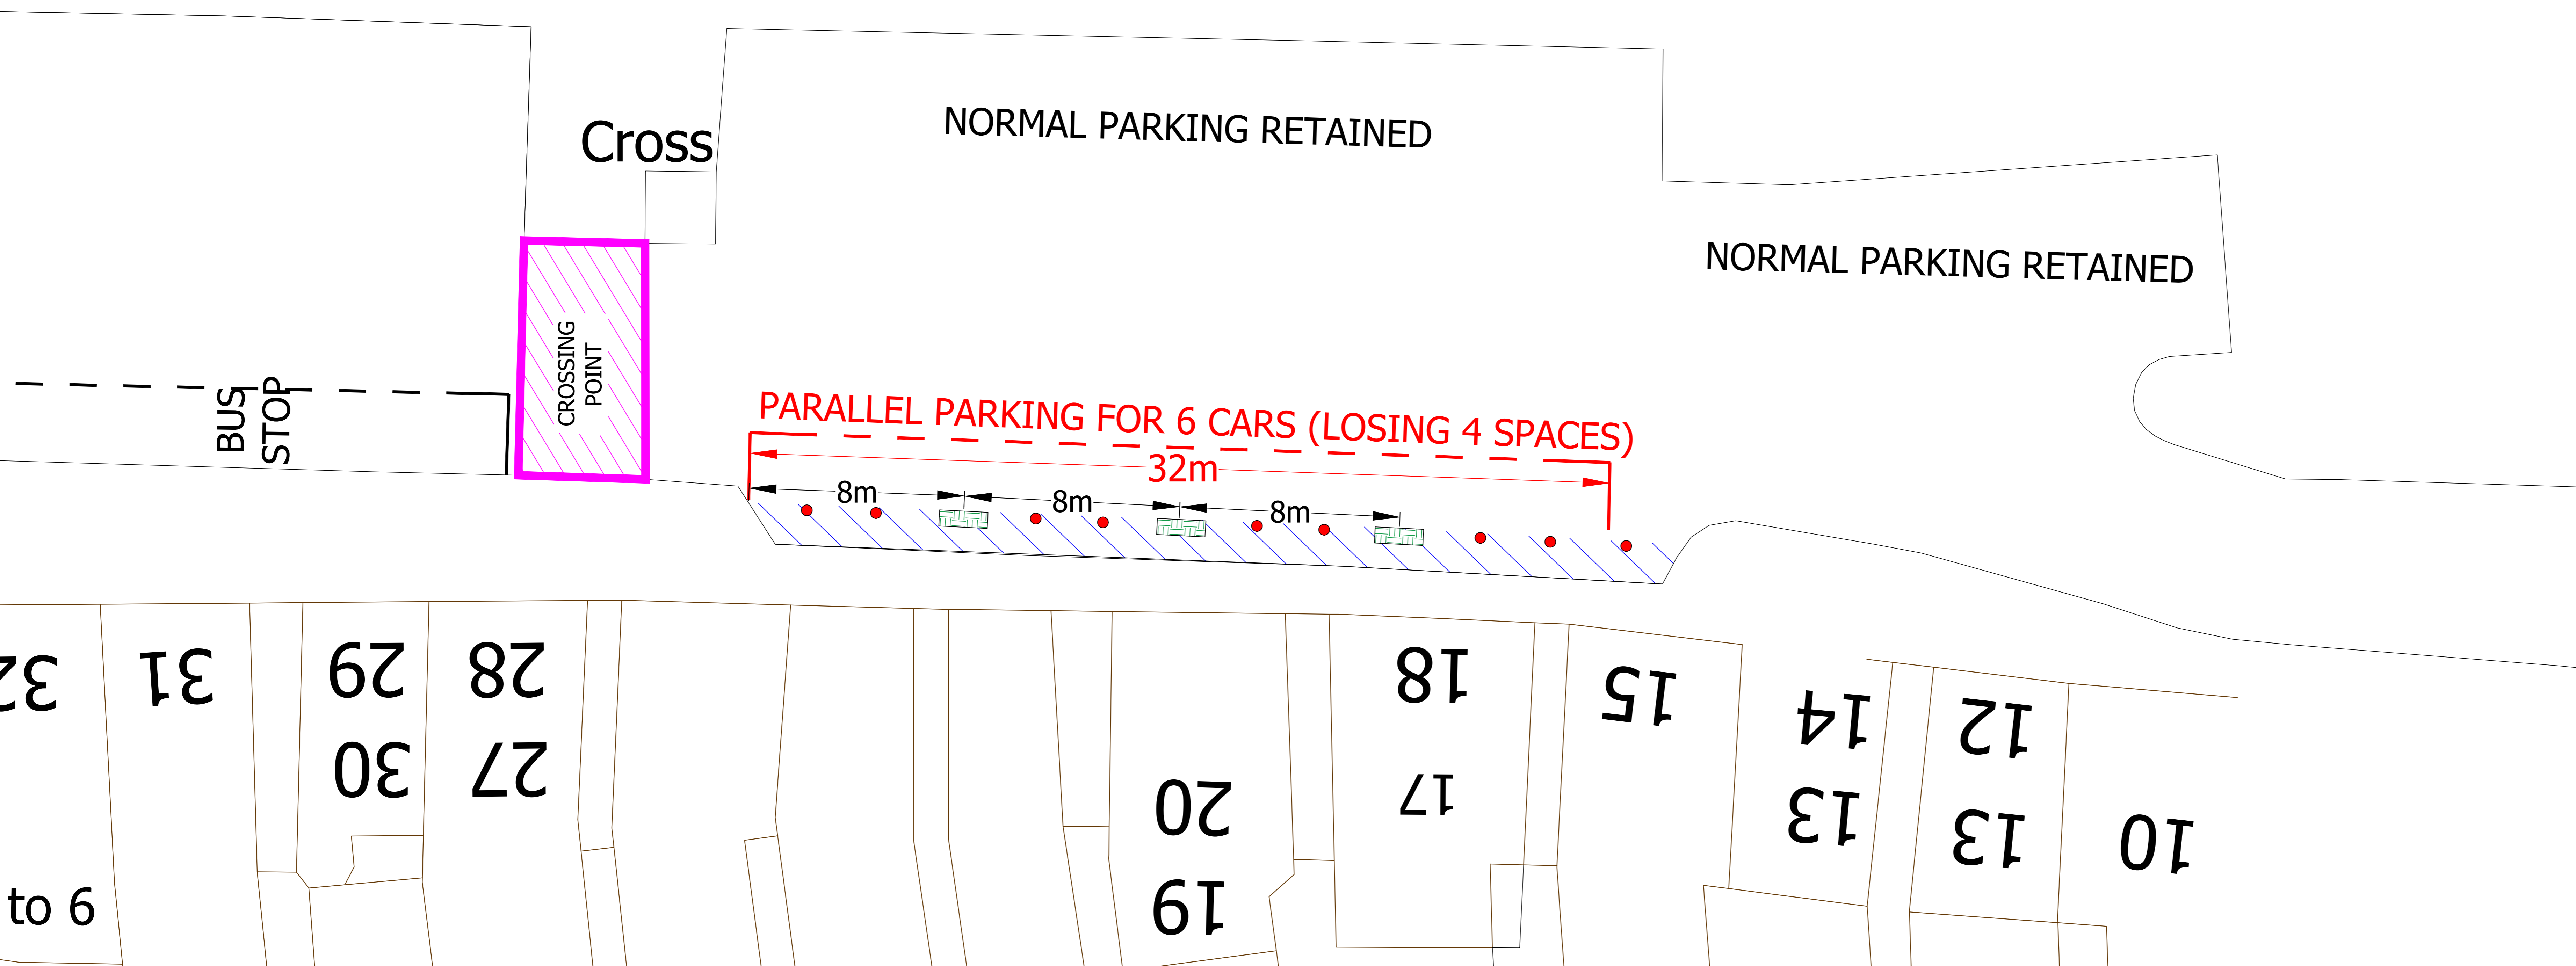 Cross
NORMAL PARKING RETAINED
NORMAL PARKING RETAINED
CROSSING
POINT
BUS
STOP
PARALLEL PARKING FOR 6 CARS (LOSING 4 SPACES)
32m
8m
8m
8m
32
31
29
30
28
27
20
19
18
17
15
14
13
12
13
10
to 6